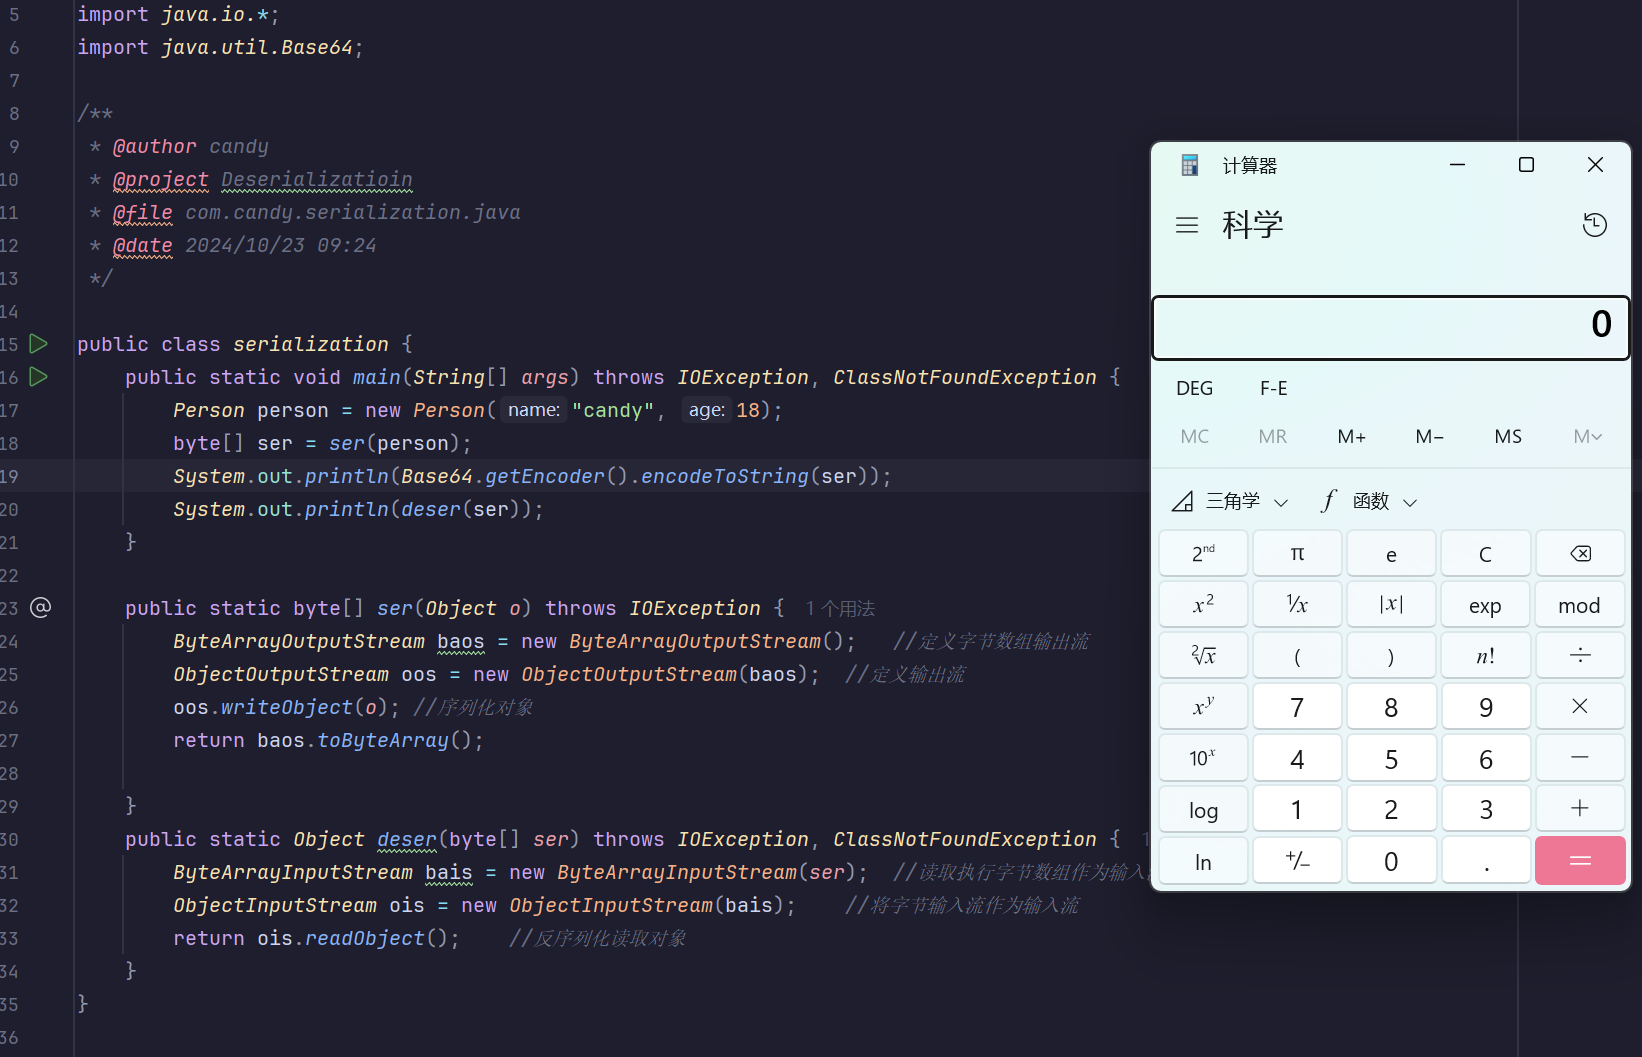 5 import java.io.*;
6 import java.util.Base64;
7
8 /**
9 * @author candy
10 * @project Deserializatioin
11 * @file com.candy.serialization.java
12 * @date 2024/10/23 09:24
13 */
14
15 public class serialization {
16 public static void main(String[] args) throws IOException, ClassNotFoundException {
17 Person person = new Person( name: "candy", age: 18);
18 byte[] ser = ser(person);
19 System.out.println(Base64.getEncoder().encodeToString(ser));
20 System.out.println(deser(ser));
21 }
22
23 public static byte[] ser(Object o) throws IOException { 1 个用法
24 ByteArrayOutputStream baos = new ByteArrayOutputStream(); //定义字节数组输出流
25 ObjectOutputStream oos = new ObjectOutputStream(baos); //定义输出流
26 oos.writeObject(o); //序列化对象
27 return baos.toByteArray();
28
29 }
30 public static Object deser(byte[] ser) throws IOException, ClassNotFoundException { 1
31 ByteArrayInputStream bais = new ByteArrayInputStream(ser); //读取执行字节数组作为输入
32 ObjectInputStream ois = new ObjectInputStream(bais); //将字节输入流作为输入流
33 return ois.readObject(); //反序列化读取对象
34 }
35 }
36
计算器
科学
0
DEG F-E
MC MR M+ M− MS M
三角学 f 函数
2nd π e C
x² ¹/x |x| exp mod
²√x ( ) n! ÷
xʸ 7 8 9 ×
10ˣ 4 5 6 −
log 1 2 3 +
ln +/− 0 . =